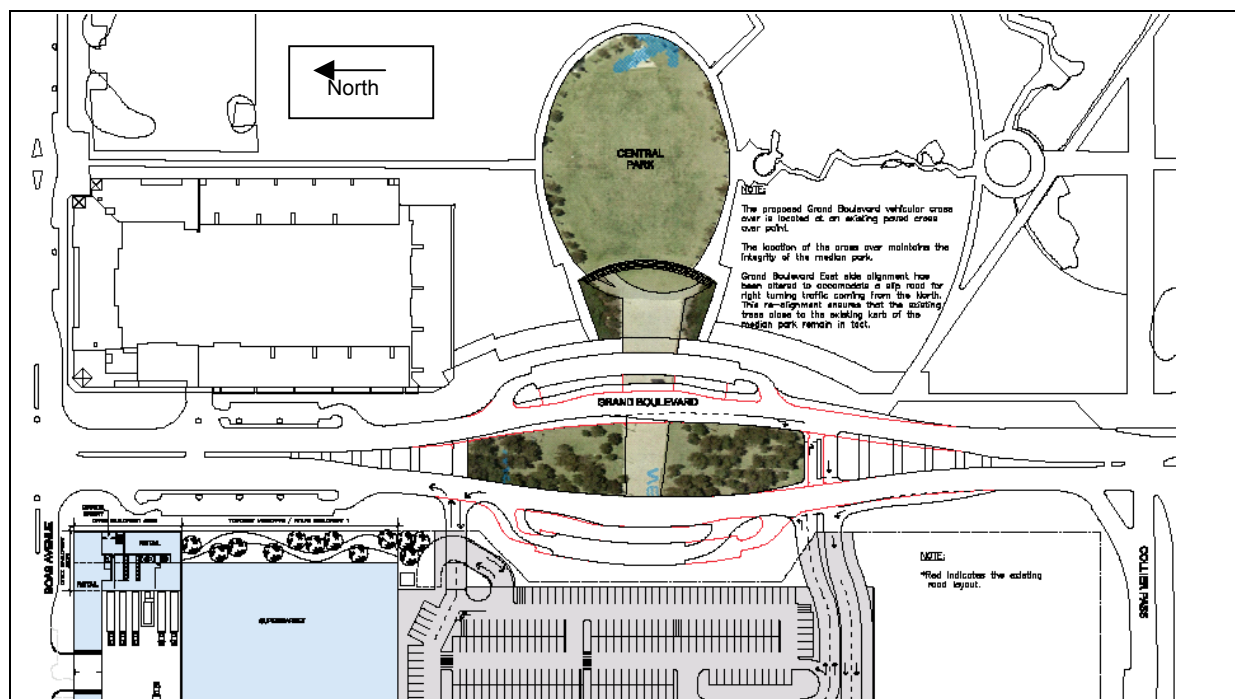 North
CENTRAL
PARK
NOTE:
The proposed Grand Boulevard vehicular cross
over is located at an existing paved cross
over point.
The location of the cross over maintains the
integrity of the median park.
Grand Boulevard East side alignment has
been altered to accomodate a slip road for
right turning traffic coming from the North.
This re-alignment ensures that the existing
trees close to the existing kerb of the
median park remain in tact.
GRAND BOULEVARD
BOAS AVENUE
RETAIL
RETAIL
SUPERMARKET
NOTE:
*Red indicates the existing
road layout.
COLLIER PASS